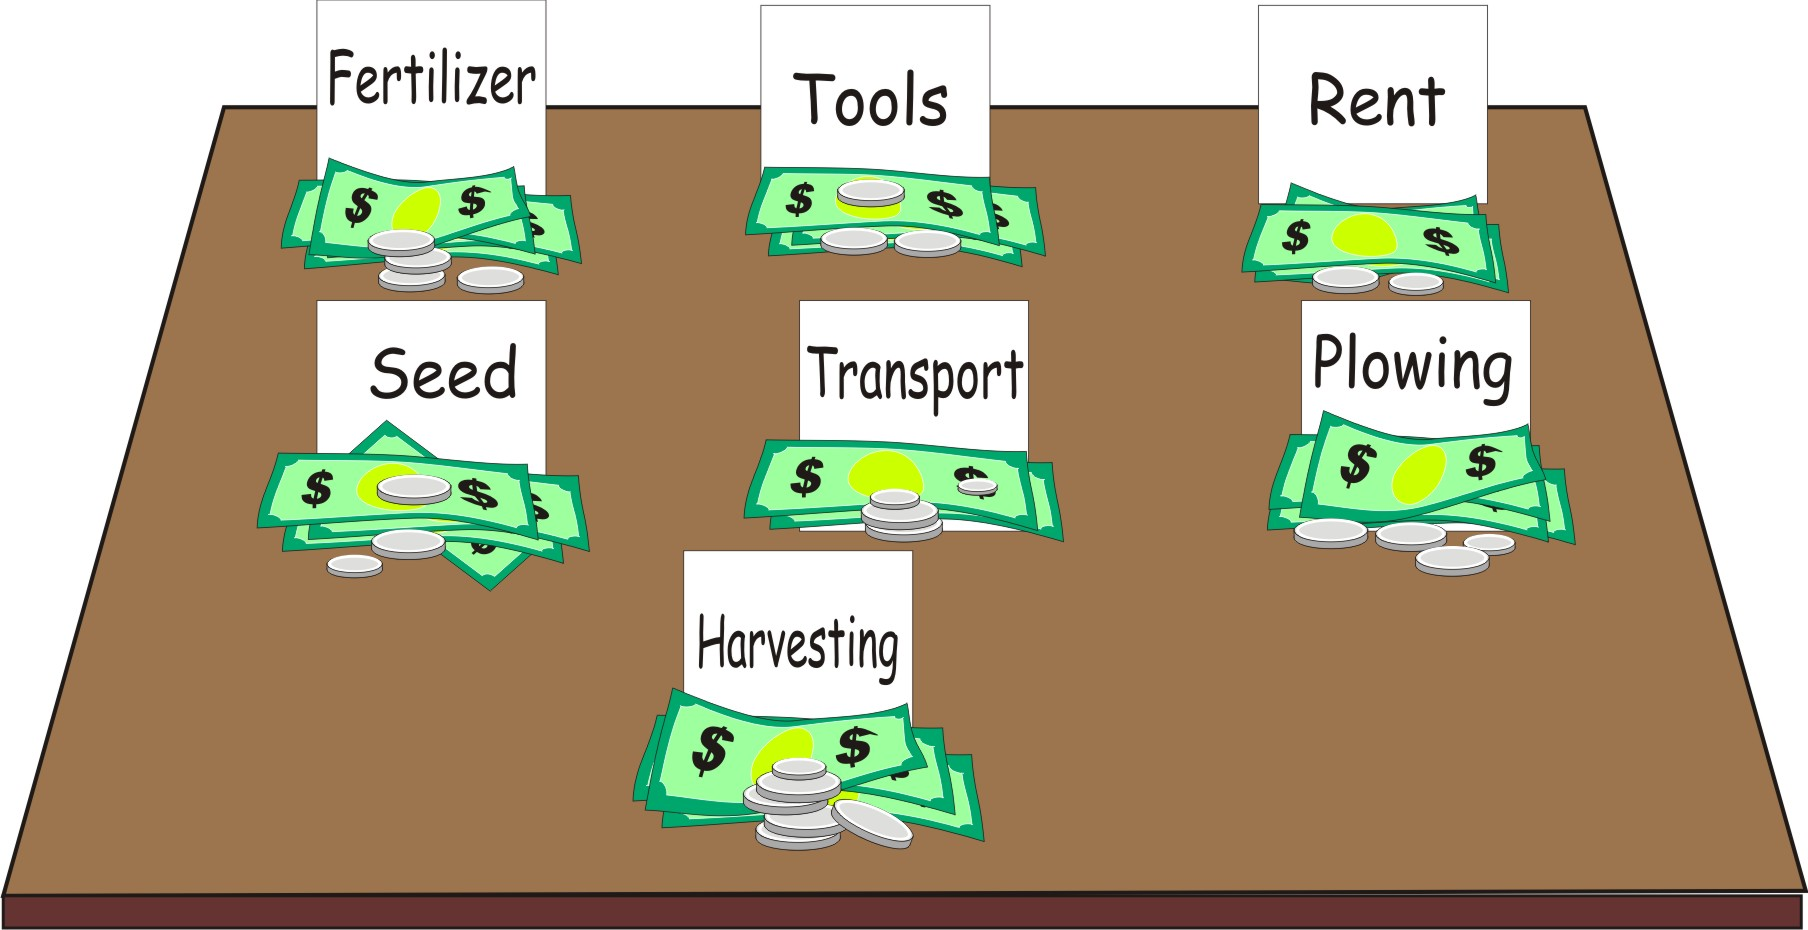 Fertilizer
Tools
Rent
Seed
Transport
Plowing
Harvesting
$ $
$ $
$ $
$ $
$ $
$ $
$ $